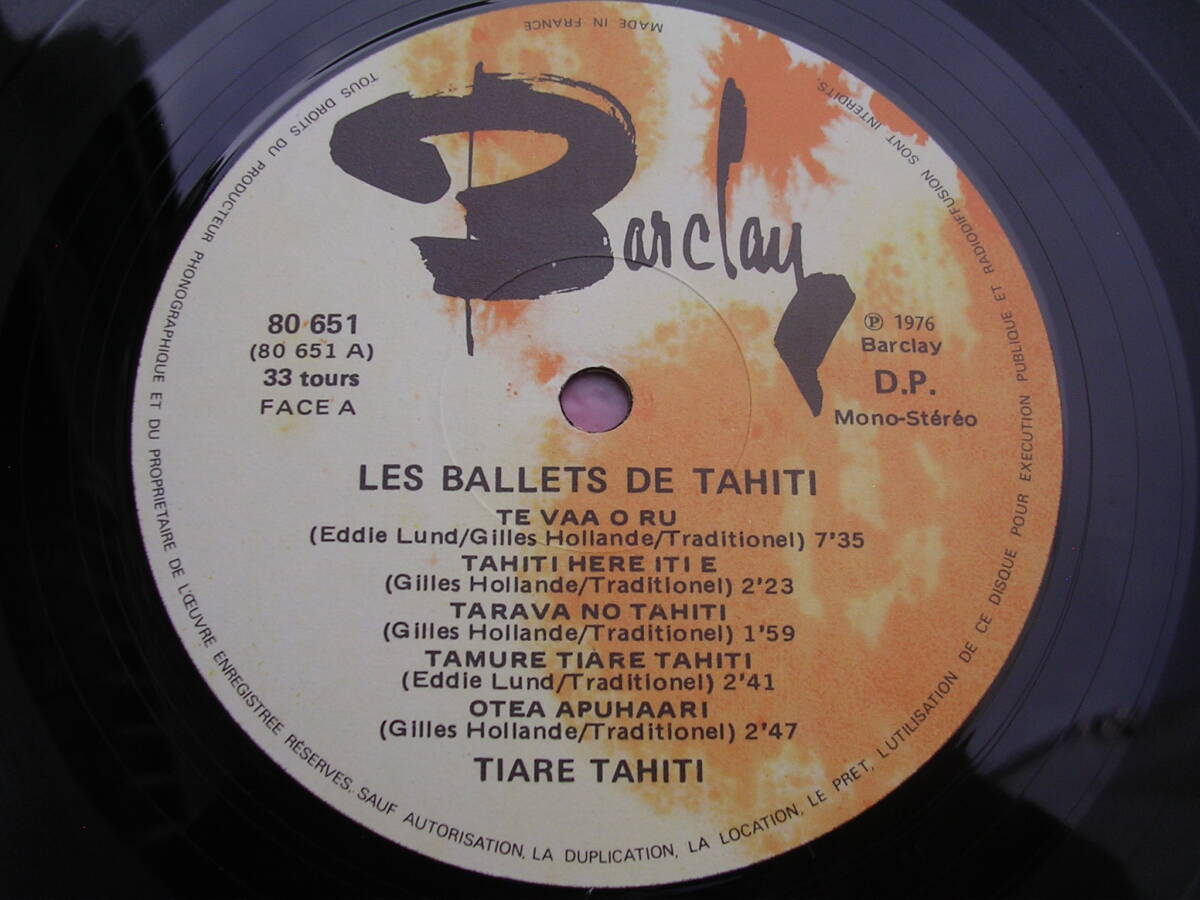 MADE IN FRANCE
Barclay
80 651
(80 651 A)
33 tours
FACE A
℗ 1976
Barclay
D.P.
Mono-Stéréo
LES BALLETS DE TAHITI
TE VAA O RU
(Eddie Lund/Gilles Hollande/Traditionel) 7'35
TAHITI HERE ITI E
(Gilles Hollande/Traditionel) 2'23
TARAVA NO TAHITI
(Gilles Hollande/Traditionel) 1'59
TAMURE TIARE TAHITI
(Eddie Lund/Traditionel) 2'41
OTEA APUHAARI
(Gilles Hollande/Traditionel) 2'47
TIARE TAHITI
TOUS DROITS DU PRODUCTEUR PHONOGRAPHIQUE ET DU PROPRIETAIRE DE L'ŒUVRE ENREGISTREE RÉSERVES, SAUF AUTORISATION, LA DUPLICATION, LA LOCATION, LE PRET, L'UTILISATION DE CE DISQUE POUR EXECUTION PUBLIQUE ET RADIODIFFUSION SONT INTERDITS.